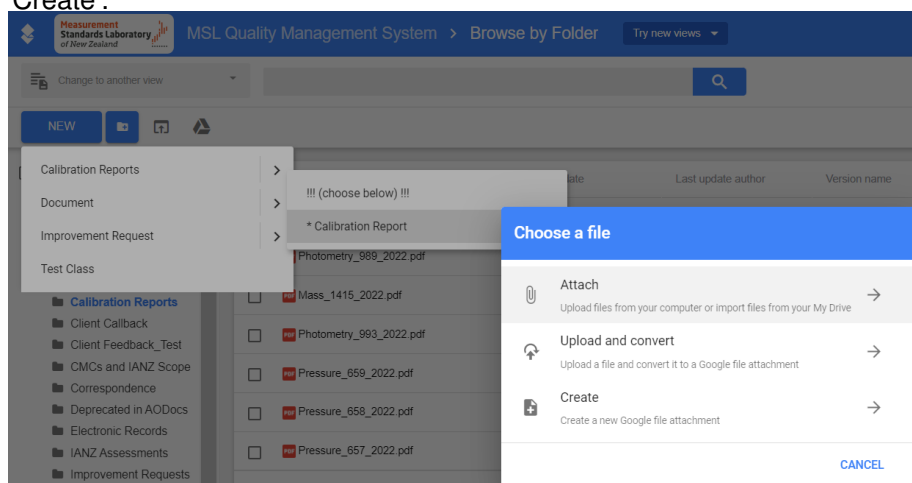 Create .
Measurement
Standards Laboratory
of New Zealand
MSL Quality Management System > Browse by Folder
Try new views
Change to another view
NEW
Calibration Reports
Document
Improvement Request
Test Class
!!! (choose below) !!!
* Calibration Report
Last update author
Version name
Photometry_989_2022.pdf
Calibration Reports
Client Callback
Client Feedback_Test
CMCs and IANZ Scope
Correspondence
Deprecated in AODocs
Electronic Records
IANZ Assessments
Improvement Requests
PDF Mass_1415_2022.pdf
PDF Photometry_993_2022.pdf
PDF Pressure_659_2022.pdf
PDF Pressure_658_2022.pdf
PDF Pressure_657_2022.pdf
Choose a file
Attach
Upload files from your computer or import files from your My Drive
Upload and convert
Upload a file and convert it to a Google file attachment
Create
Create a new Google file attachment
CANCEL